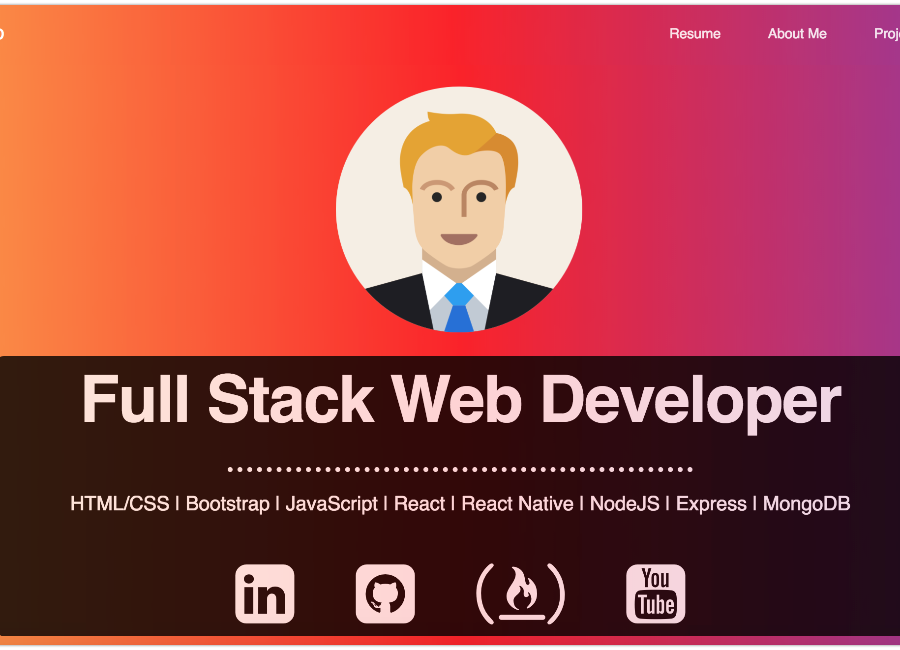 Resume About Me
Full Stack Web Developer
HTML/CSS | Bootstrap | JavaScript | React | React Native | NodeJS | Express | MongoDB
in You
Tube